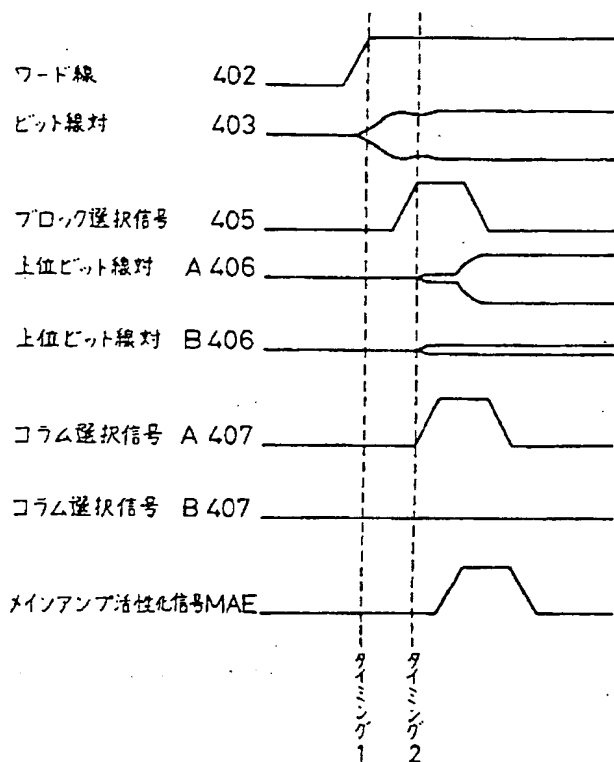 ワード線 402
ビット線対 403
ブロック選択信号 405
上位ビット線対 A 406
上位ビット線対 B 406
コラム選択信号 A 407
コラム選択信号 B 407
メインアンプ活性化信号MAE
タイミング1
タイミング2